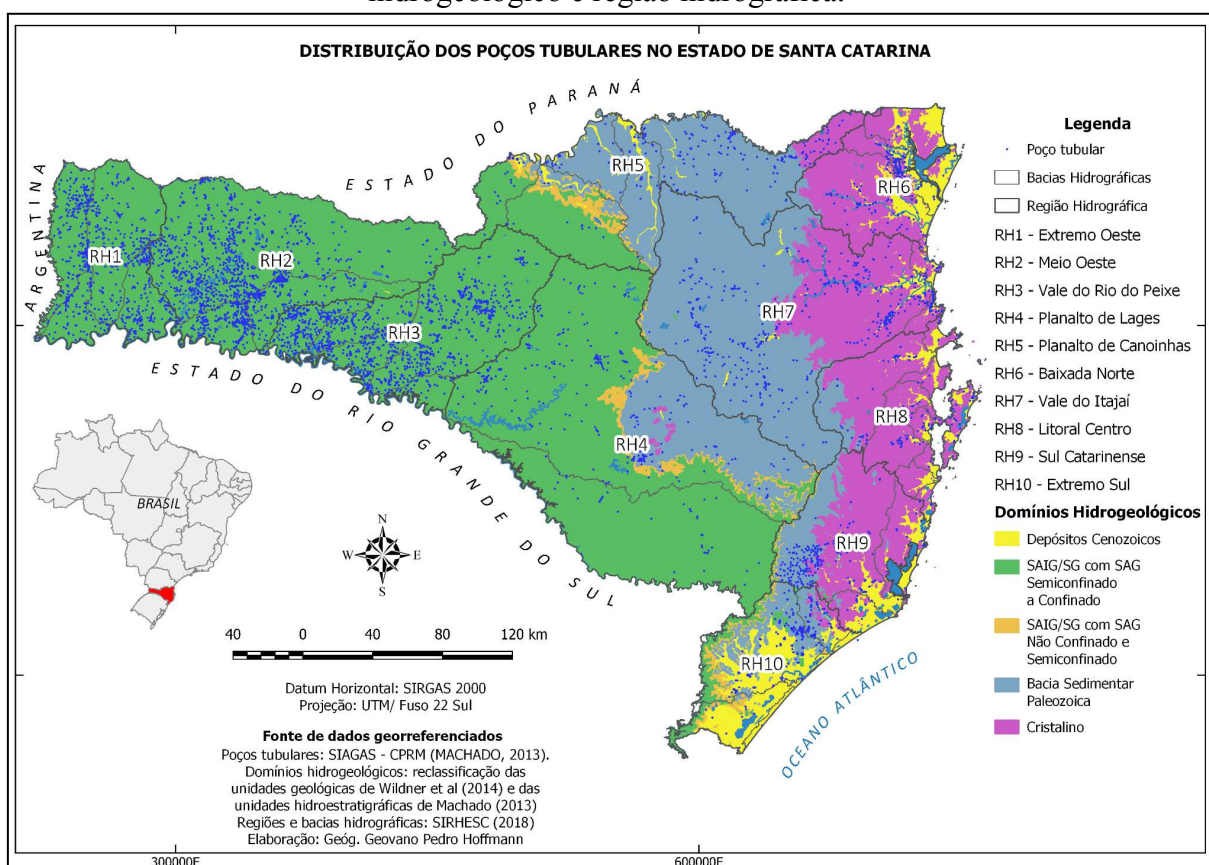 hidrogeológico e região hidrográfica.
DISTRIBUIÇÃO DOS POÇOS TUBULARES NO ESTADO DE SANTA CATARINA
ESTADO DO PARANÁ
ARGENTINA
RH1
RH2
RH3
RH4
RH5
RH6
RH7
RH8
RH9
RH10
ESTADO DO RIO GRANDE DO SUL
OCEANO ATLÂNTICO
BRASIL
N
W
E
S
40 0 40 80 120 km
Datum Horizontal: SIRGAS 2000
Projeção: UTM/ Fuso 22 Sul
Fonte de dados georreferenciados
Poços tubulares: SIAGAS - CPRM (MACHADO, 2013).
Domínios hidrogeológicos: reclassificação das
unidades geológicas de Wildner et al (2014) e das
unidades hidroestratigráficas de Machado (2013)
Regiões e bacias hidrográficas: SIRHESC (2018)
Elaboração: Geóg. Geovano Pedro Hoffmann
300000E
600000E
Legenda
Poço tubular
Bacias Hidrográficas
Região Hidrográfica
RH1 - Extremo Oeste
RH2 - Meio Oeste
RH3 - Vale do Rio do Peixe
RH4 - Planalto de Lages
RH5 - Planalto de Canoinhas
RH6 - Baixada Norte
RH7 - Vale do Itajaí
RH8 - Litoral Centro
RH9 - Sul Catarinense
RH10 - Extremo Sul
Domínios Hidrogeológicos
Depósitos Cenozoicos
SAIG/SG com SAG
Semiconfinado
a Confinado
SAIG/SG com SAG
Não Confinado e
Semiconfinado
Bacia Sedimentar
Paleozoica
Cristalino